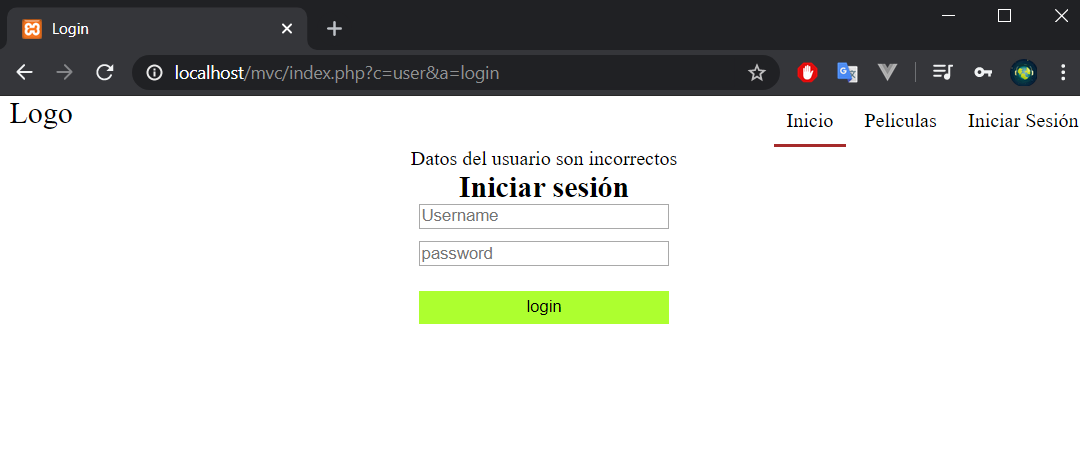 Login
localhost/mvc/index.php?c=user&a=login
Logo
Inicio Peliculas Iniciar Sesión
Datos del usuario son incorrectos
Iniciar sesión
Username
password
login